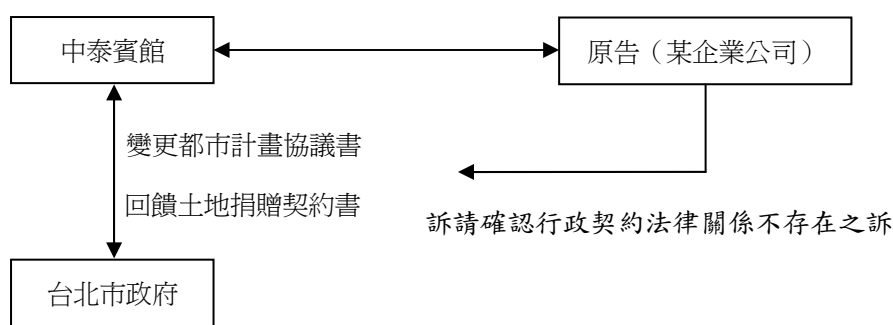 中泰賓館
原告（某企業公司）
變更都市計畫協議書
回饋土地捐贈契約書
訴請確認行政契約法律關係不存在之訴
台北市政府